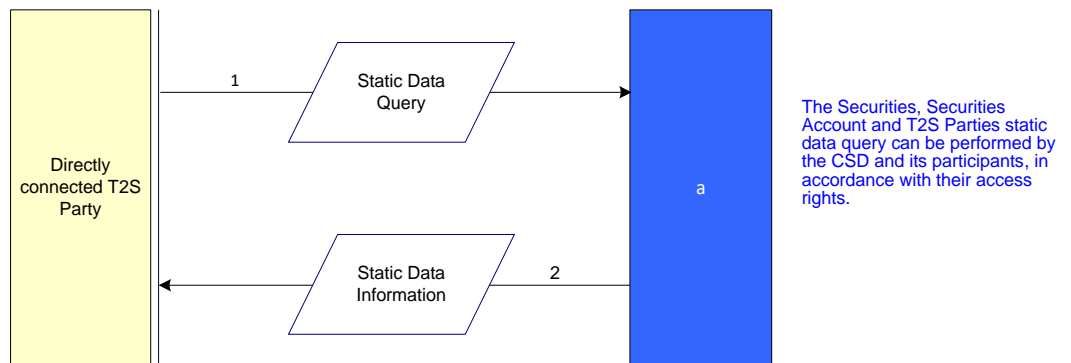 1
Static Data
Query
The Securities, Securities
Account and T2S Parties static
data query can be performed by
the CSD and its participants, in
accordance with their access
rights.
Directly
connected T2S
Party
a
Static Data
Information
2